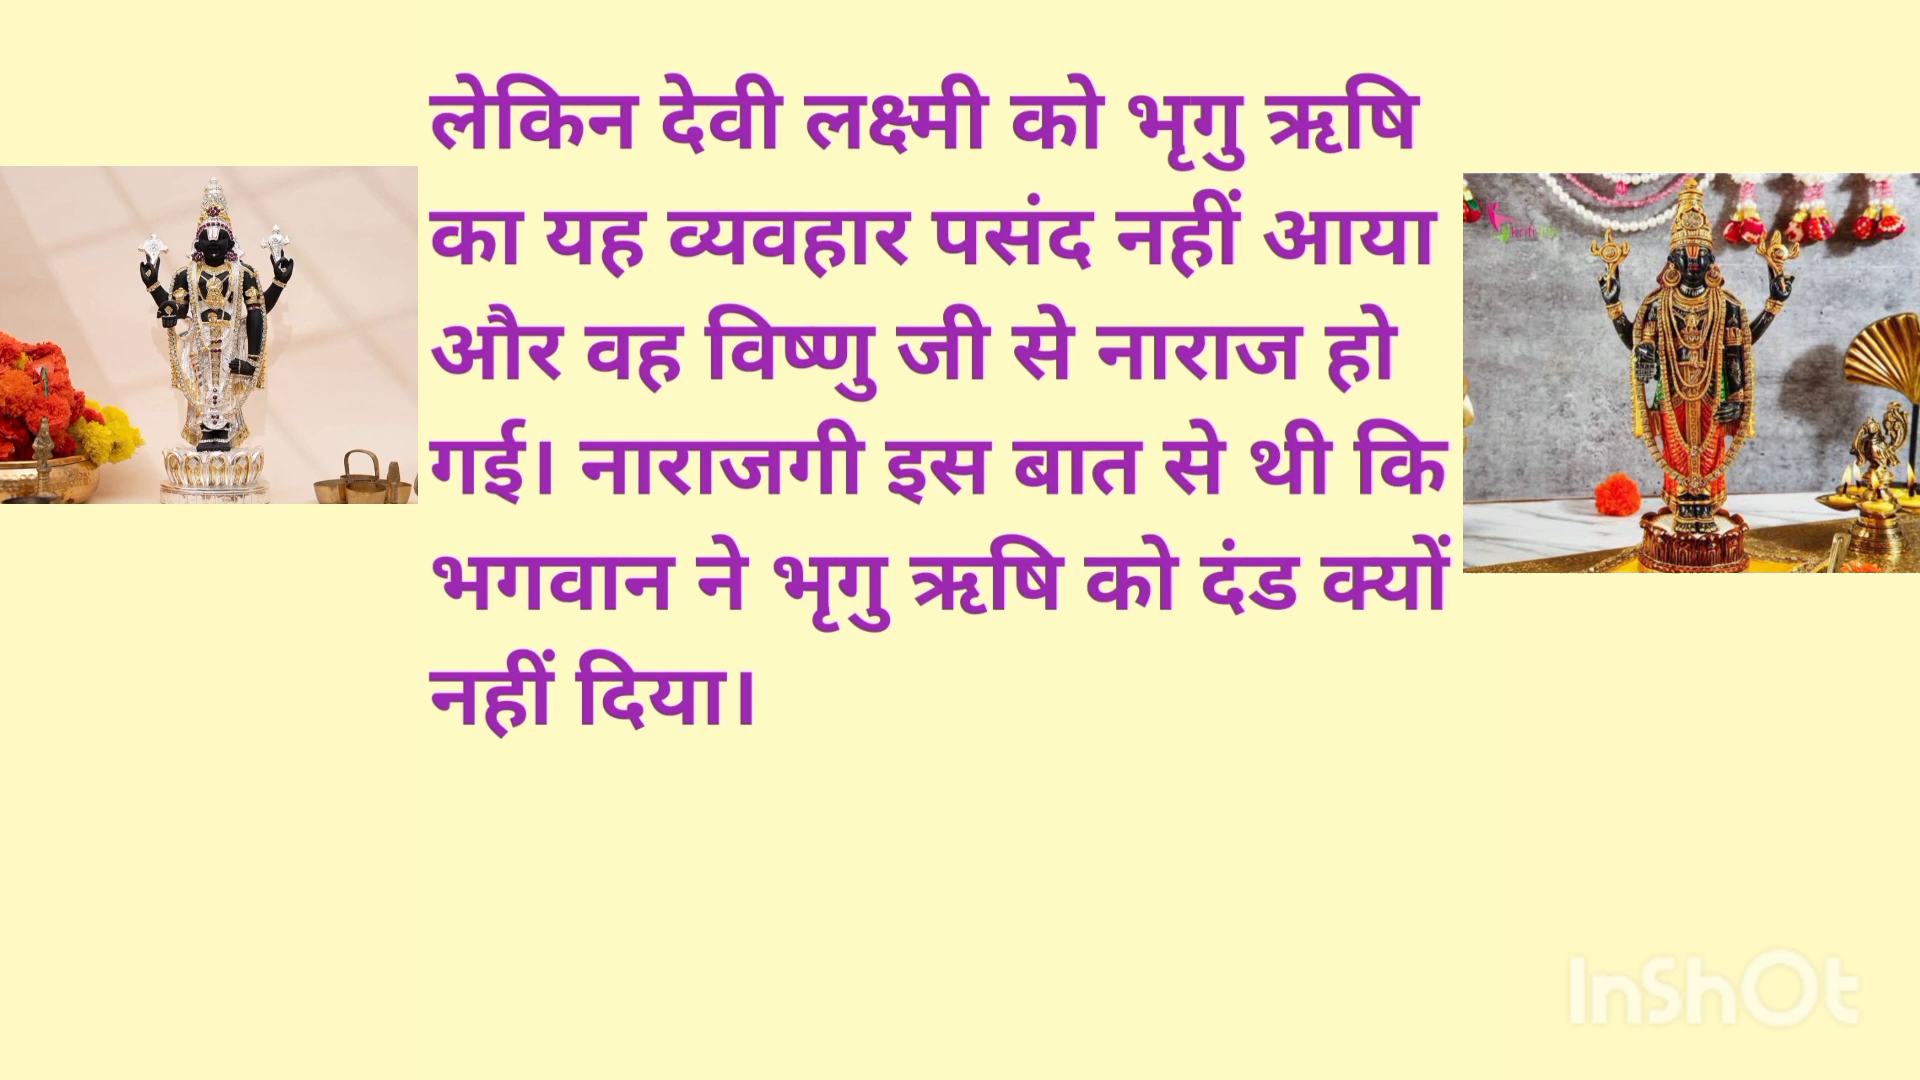 लेकिन देवी लक्ष्मी को भृगु ऋषि
का यह व्यवहार पसंद नहीं आया
और वह विष्णु जी से नाराज हो
गई। नाराजगी इस बात से थी कि
भगवान ने भृगु ऋषि को दंड क्यों
नहीं दिया।
InShOt